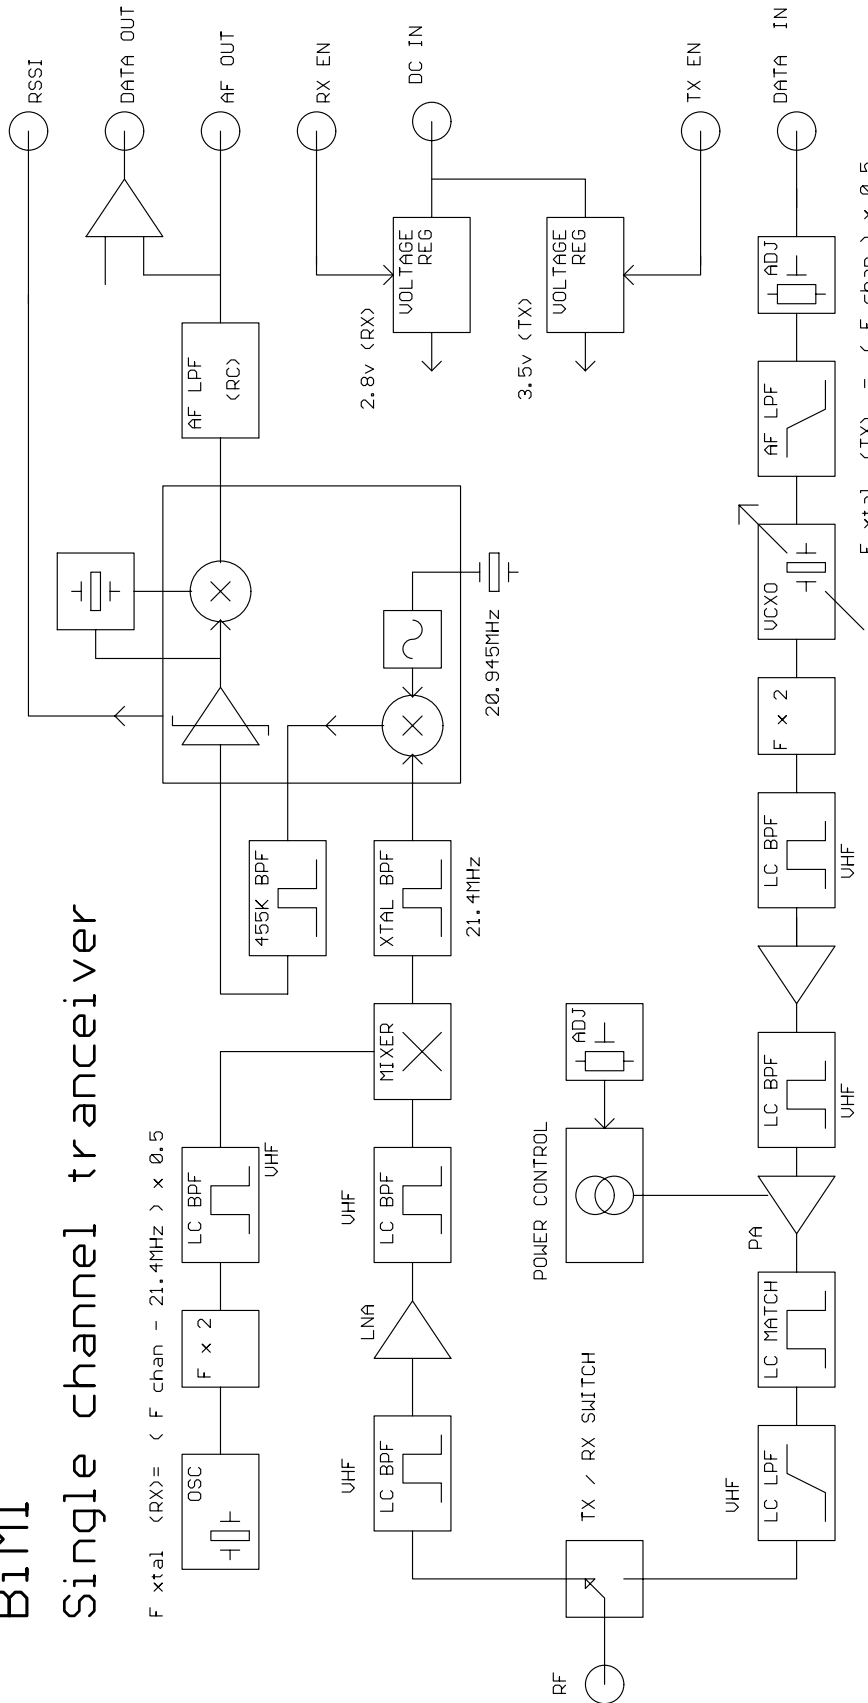 BiM1
Single channel tranceiver
F xtal (RX)= ( F chan - 21.4MHz ) x 0.5
OSC
F x 2
LC BPF
VHF
455K BPF
RSSI
DATA OUT
AF OUT
AF LPF
(RC)
RX EN
DC IN
VHF
LC BPF
LNA
VHF
LC BPF
MIXER
XTAL BPF
21.4MHz
20.945MHz
2.8v (RX)
VOLTAGE
REG
3.5v (TX)
VOLTAGE
REG
TX EN
RF
TX / RX SWITCH
POWER CONTROL
ADJ
VHF
LC LPF
LC MATCH
PA
LC BPF
VHF
LC BPF
VHF
F x 2
VCXO
AF LPF
ADJ
DATA IN
F xtal (TX) = ( F chan ) x 0.5